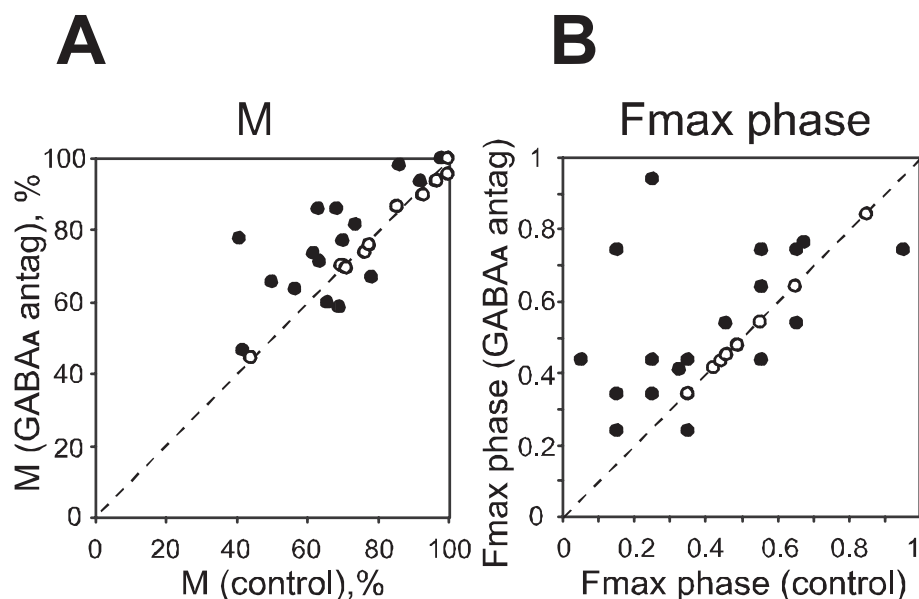 A
B
M
Fmax phase
M (GABAA antag), %
100
80
60
40
20
0
0 20 40 60 80 100
M (control),%
Fmax phase (GABAA antag)
1
0.8
0.6
0.4
0.2
0
0 0.2 0.4 0.6 0.8 1
Fmax phase (control)